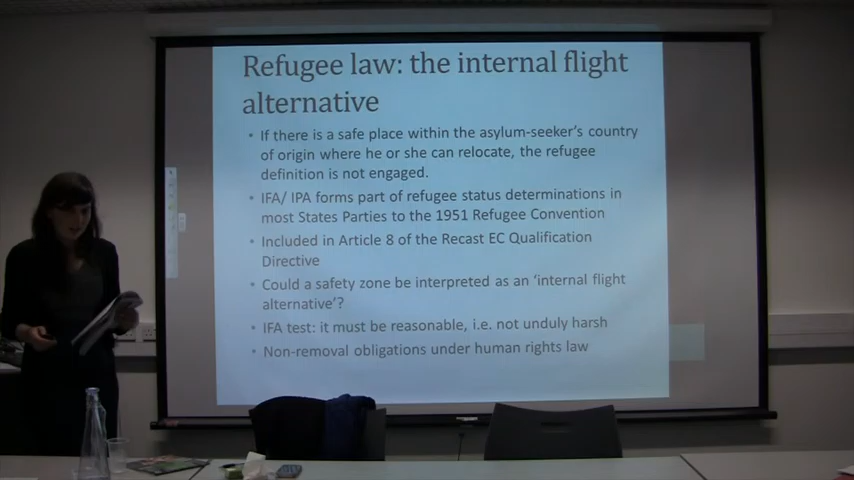 Refugee law: the internal flight
alternative
• If there is a safe place within the asylum-seeker's country
of origin where he or she can relocate, the refugee
definition is not engaged.
• IFA/ IPA forms part of refugee status determinations in
most States Parties to the 1951 Refugee Convention
• Included in Article 8 of the Recast EC Qualification
Directive
• Could a safety zone be interpreted as an 'internal flight
alternative'?
• IFA test: it must be reasonable, i.e. not unduly harsh
• Non-removal obligations under human rights law